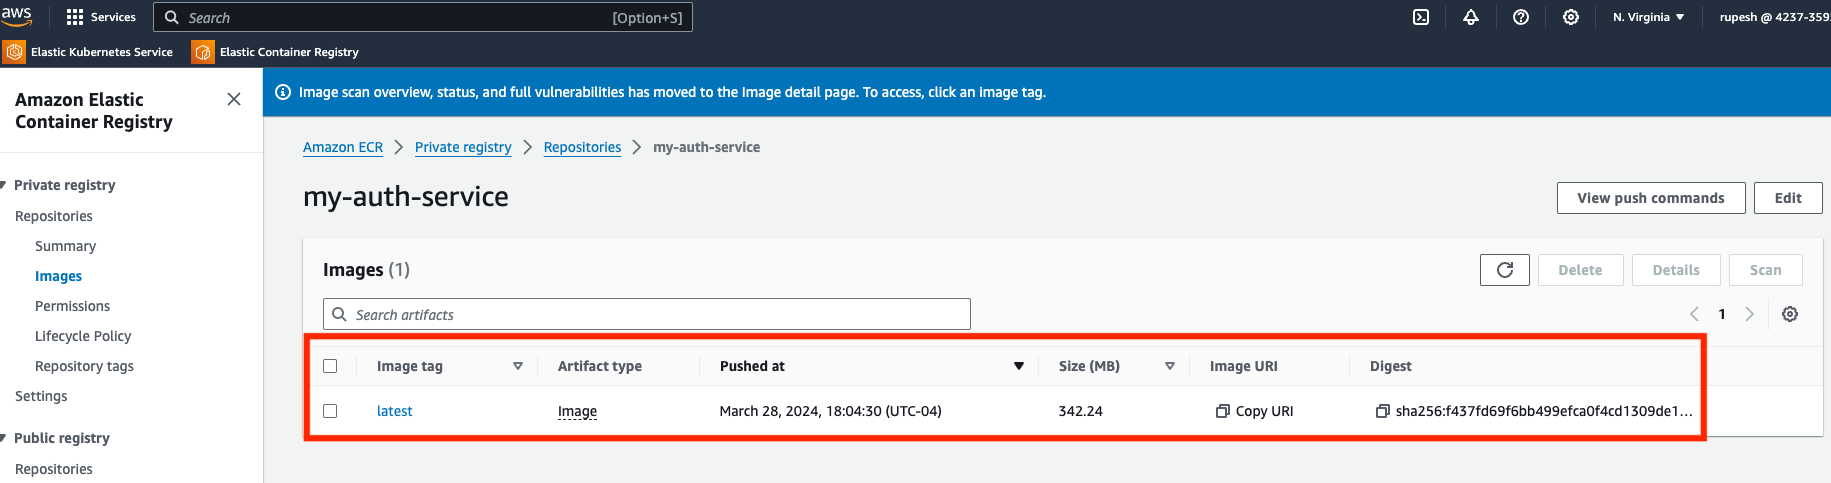 aws
Services
Search
[Option+S]
N. Virginia
rupesh @ 4237-359
Elastic Kubernetes Service
Elastic Container Registry
Amazon Elastic
Container Registry
Private registry
Repositories
Summary
Images
Permissions
Lifecycle Policy
Repository tags
Settings
Public registry
Repositories
Image scan overview, status, and full vulnerabilities has moved to the Image detail page. To access, click an image tag.
Amazon ECR
Private registry
Repositories
my-auth-service
my-auth-service
View push commands
Edit
Images (1)
Delete
Details
Scan
Search artifacts
1
Image tag
Artifact type
Pushed at
Size (MB)
Image URI
Digest
latest
Image
March 28, 2024, 18:04:30 (UTC-04)
342.24
Copy URI
sha256:f437fd69f6bb499efca0f4cd1309de1...